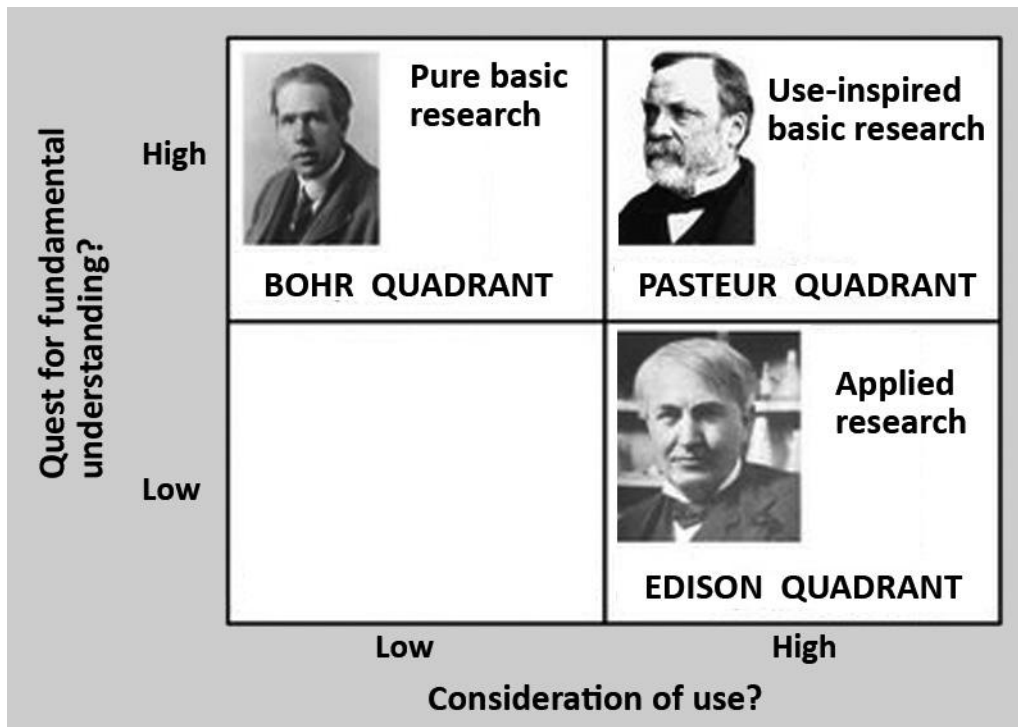 Quest for fundamental
understanding?
High
Low
Pure basic
research
BOHR QUADRANT
Use-inspired
basic research
PASTEUR QUADRANT
Applied
research
EDISON QUADRANT
Low
High
Consideration of use?